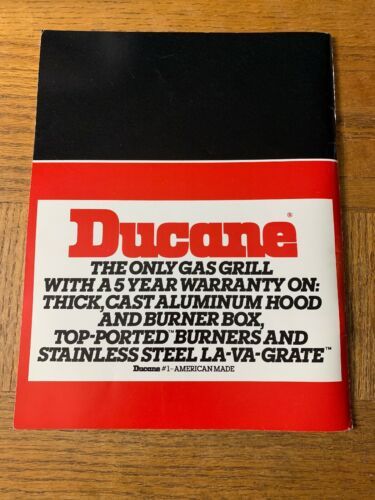 Ducane®
THE ONLY GAS GRILL
WITH A 5 YEAR WARRANTY ON:
THICK, CAST ALUMINUM HOOD
AND BURNER BOX,
TOP-PORTED™ BURNERS AND
STAINLESS STEEL LA-VA-GRATE™
Ducane #1-AMERICAN MADE